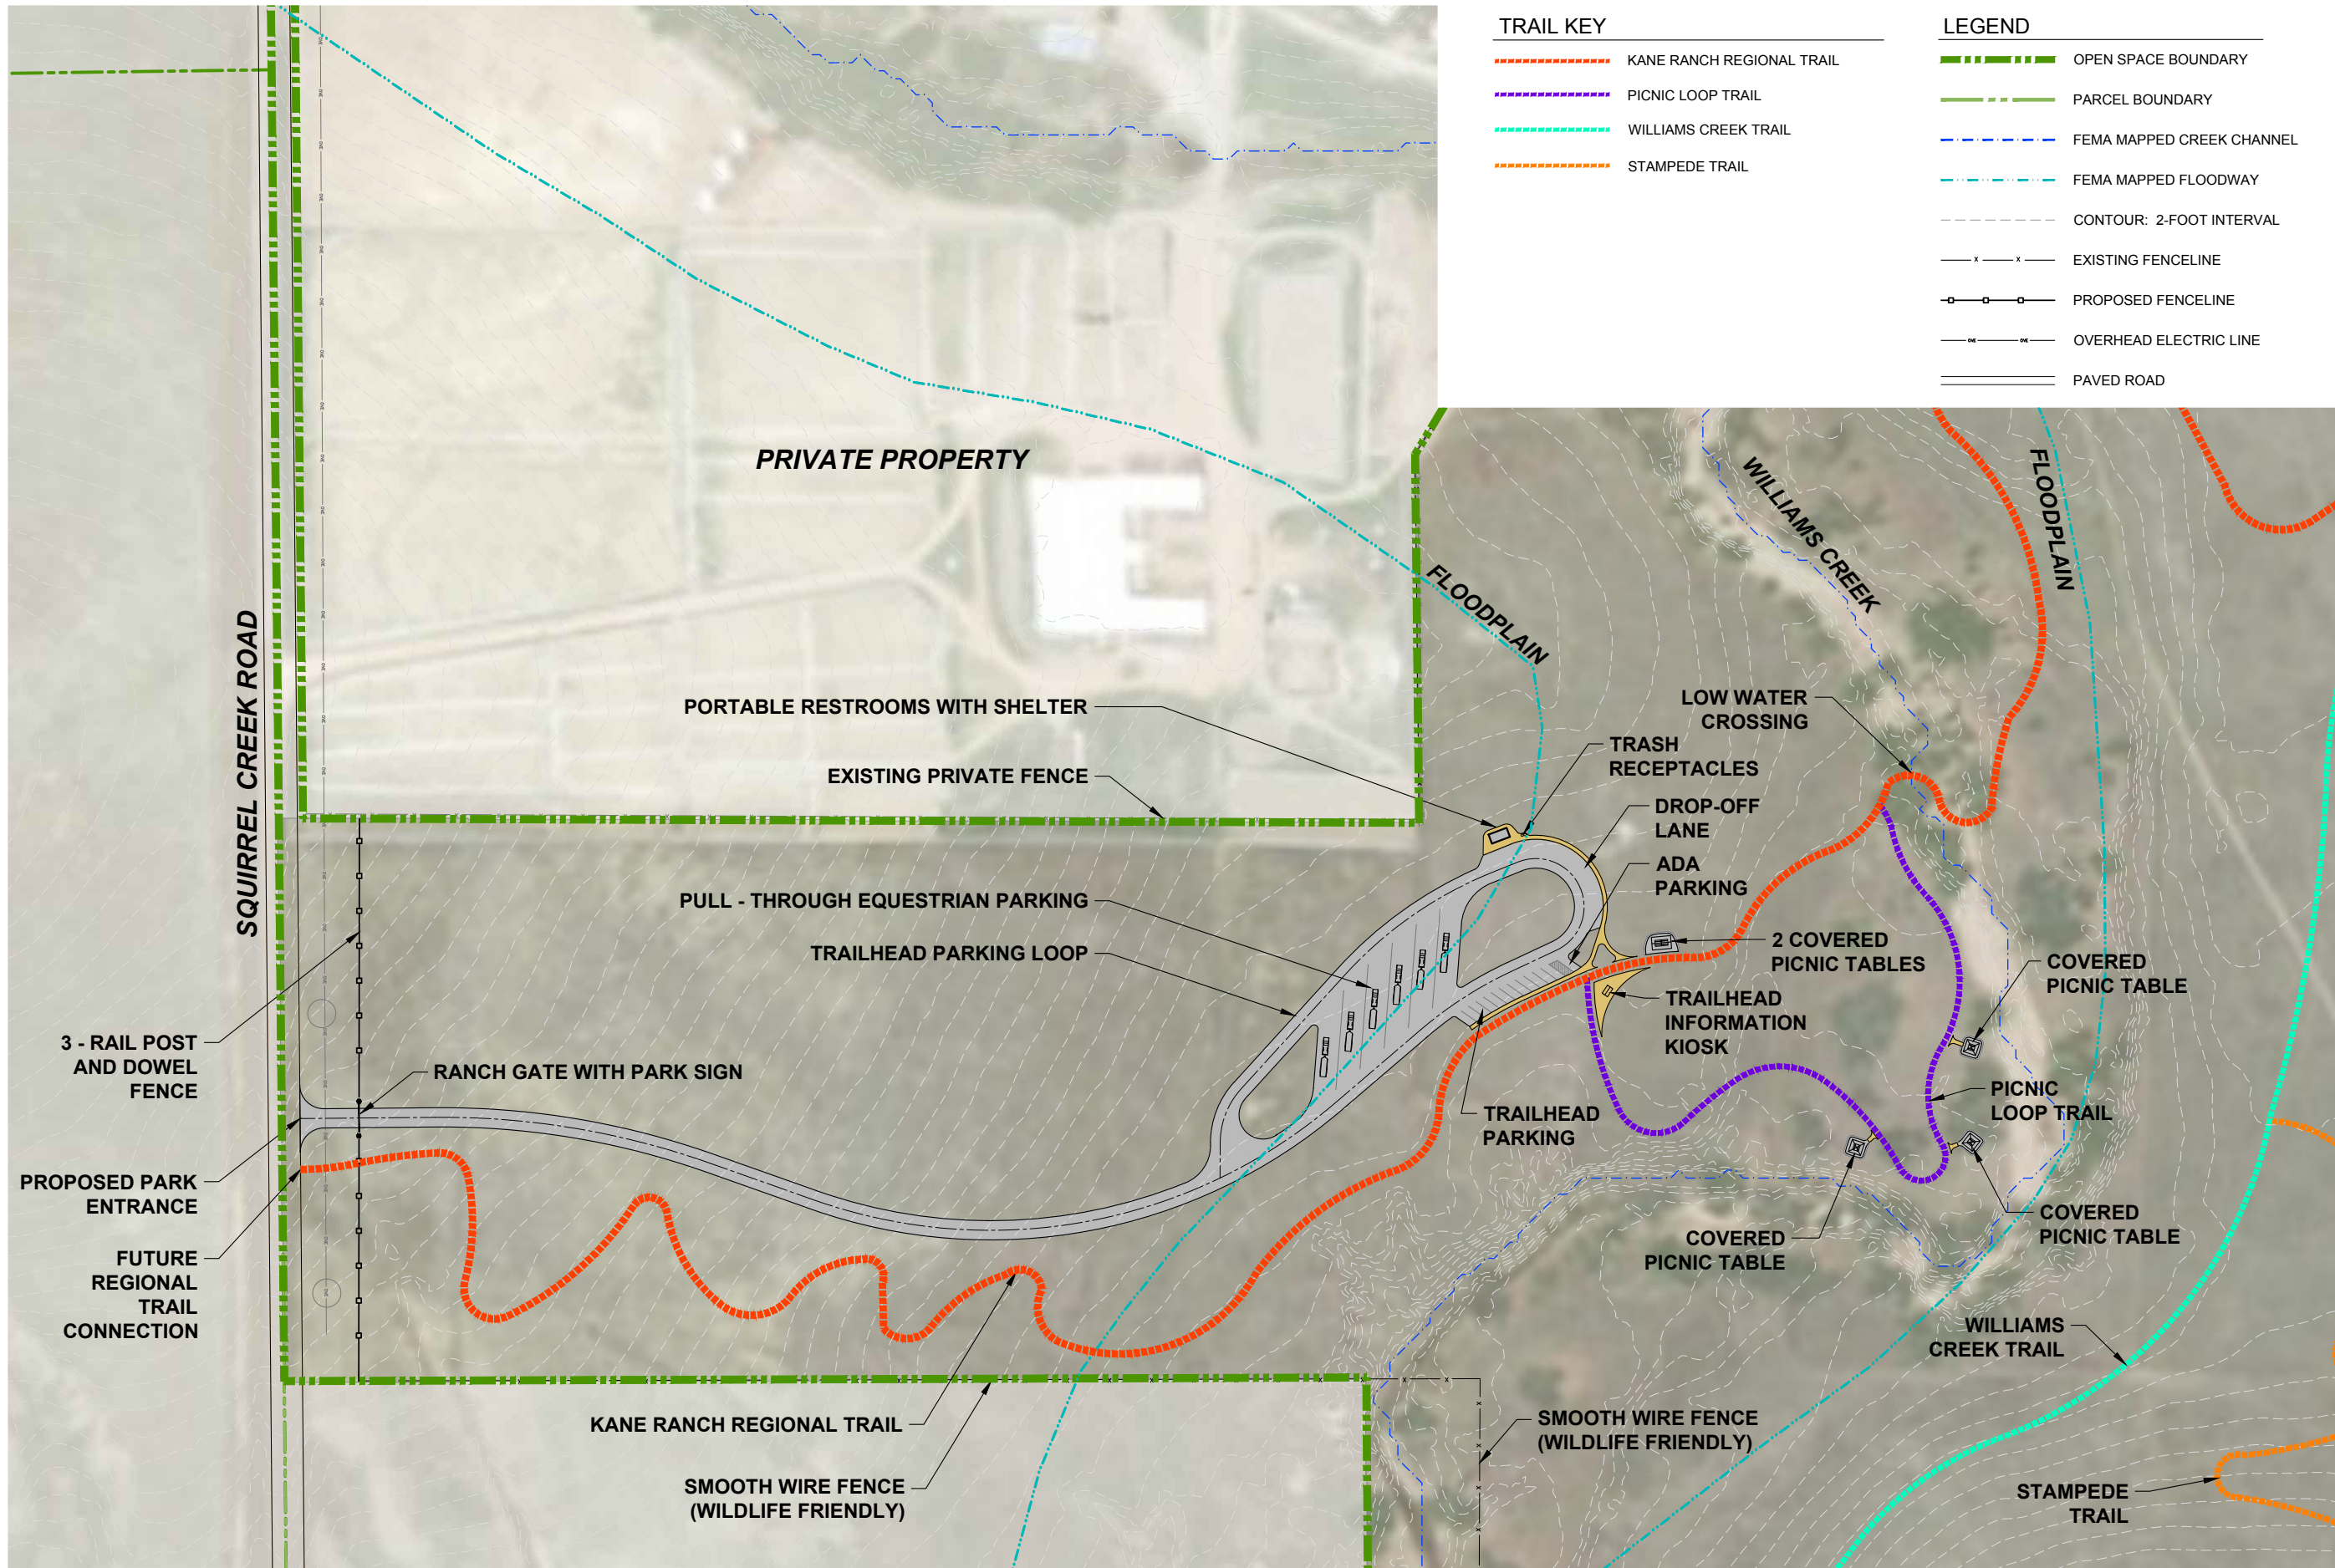 TRAIL KEY
KANE RANCH REGIONAL TRAIL
PICNIC LOOP TRAIL
WILLIAMS CREEK TRAIL
STAMPEDE TRAIL
LEGEND
OPEN SPACE BOUNDARY
PARCEL BOUNDARY
FEMA MAPPED CREEK CHANNEL
FEMA MAPPED FLOODWAY
CONTOUR: 2-FOOT INTERVAL
EXISTING FENCELINE
PROPOSED FENCELINE
OVERHEAD ELECTRIC LINE
PAVED ROAD
PRIVATE PROPERTY
WILLIAMS CREEK
FLOODPLAIN
FLOODPLAIN
SQUIRREL CREEK ROAD
PORTABLE RESTROOMS WITH SHELTER
EXISTING PRIVATE FENCE
LOW WATER
CROSSING
TRASH
RECEPTACLES
DROP-OFF
LANE
ADA
PARKING
PULL - THROUGH EQUESTRIAN PARKING
TRAILHEAD PARKING LOOP
2 COVERED
PICNIC TABLES
COVERED
PICNIC TABLE
TRAILHEAD
INFORMATION
KIOSK
3 - RAIL POST
AND DOWEL
FENCE
RANCH GATE WITH PARK SIGN
PICNIC
LOOP TRAIL
TRAILHEAD
PARKING
PROPOSED PARK
ENTRANCE
COVERED
PICNIC TABLE
COVERED
PICNIC TABLE
FUTURE
REGIONAL
TRAIL
CONNECTION
WILLIAMS
CREEK TRAIL
KANE RANCH REGIONAL TRAIL
SMOOTH WIRE FENCE
(WILDLIFE FRIENDLY)
SMOOTH WIRE FENCE
(WILDLIFE FRIENDLY)
STAMPEDE
TRAIL